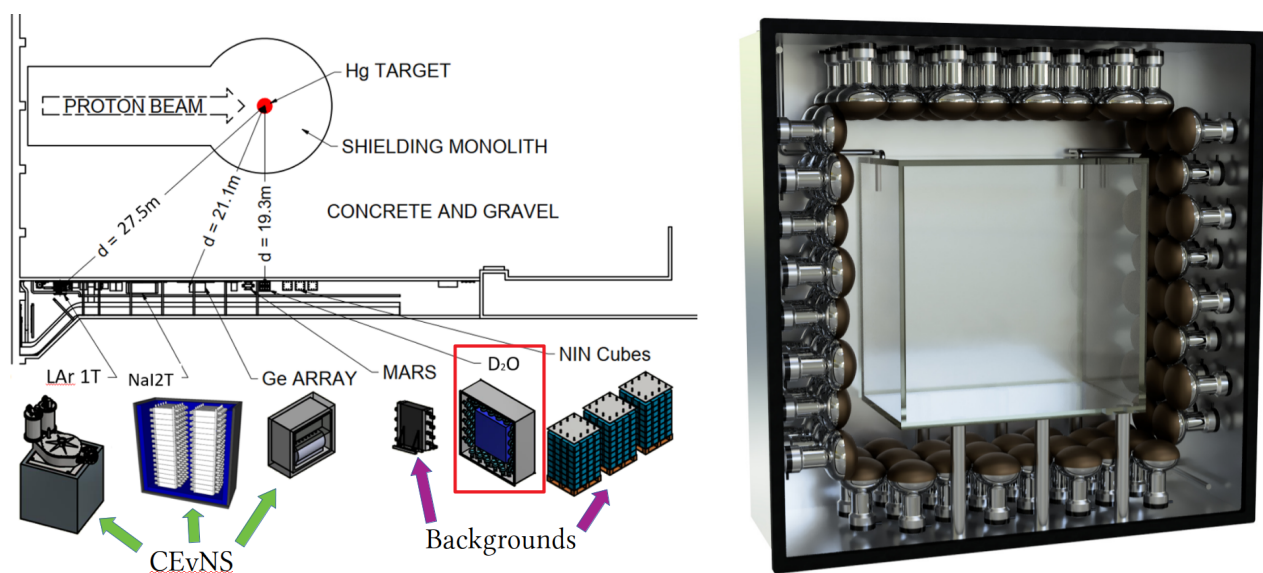 Hg TARGET
PROTON BEAM
SHIELDING MONOLITH
d = 27.5m
d = 21.1m
d = 19.3m
CONCRETE AND GRAVEL
NIN Cubes
D₂O
MARS
Ge ARRAY
NaI2T
LAr 1T
CEvNS
Backgrounds